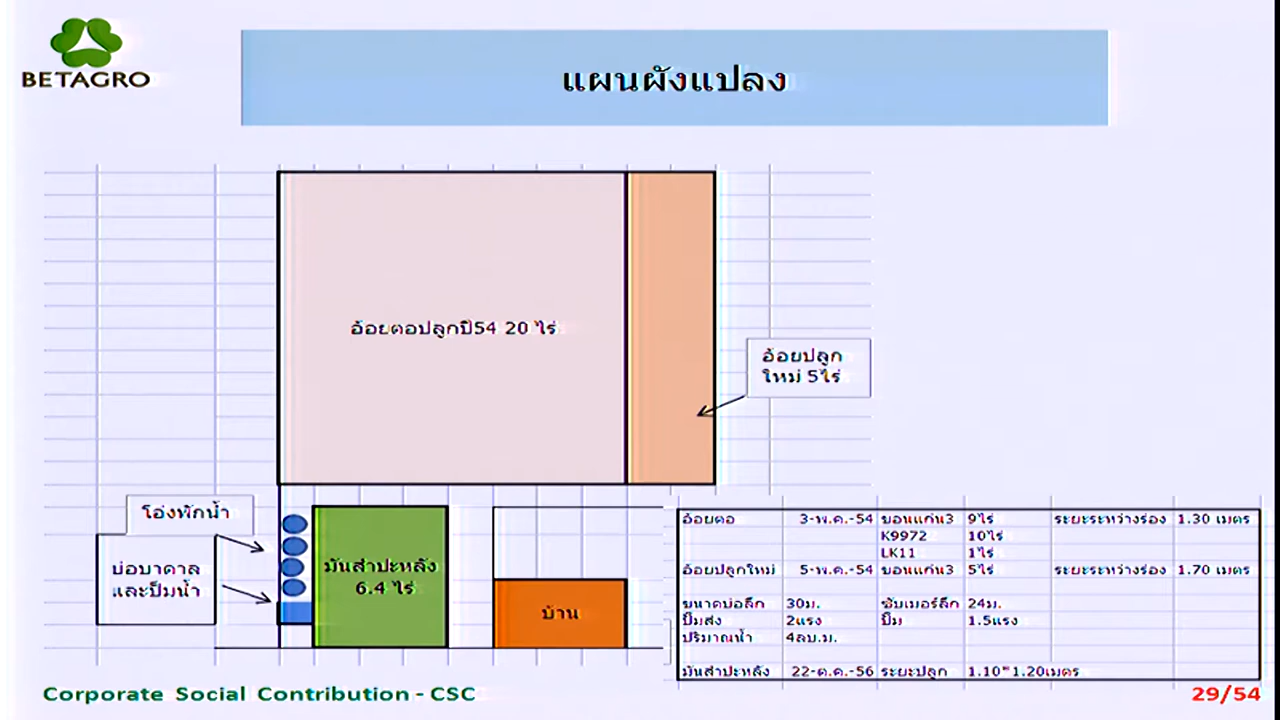 BETAGRO
แผนผังแปลง
อ้อยตอปลูกปี54 20 ไร่
อ้อยปลูก
ใหม่ 5ไร่
โอ่งพักน้ำ
บ่อบาดาล
และปั๊มน้ำ
มันสำปะหลัง
6.4 ไร่
บ้าน
อ้อยตอ 3-พ.ค.-54 ขอนแก่น3 9ไร่ ระยะระหว่างร่อง 1.30 เมตร
K9972 10ไร่
LK11 1ไร่
อ้อยปลูกใหม่ 5-พ.ค.-54 ขอนแก่น3 5ไร่ ระยะระหว่างร่อง 1.70 เมตร
ขนาดบ่อลึก 30ม. ซับเมอร์ลึก 24ม.
ปั๊มส่ง 2แรง ปั๊ม 1.5แรง
ปริมาณน้ำ 4ลบ.ม.
มันสำปะหลัง 22-ต.ค.-56 ระยะปลูก 1.10*1.20เมตร
Corporate Social Contribution - CSC
29/54